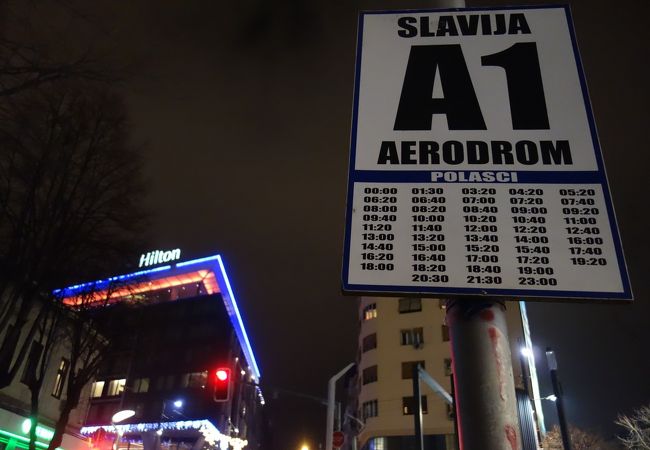 SLAVIJA
A1
AERODROM
POLASCI
00:00 01:30 03:20 04:20 05:20
06:20 06:40 07:00 07:20 07:40
08:00 08:20 08:40 09:00 09:20
09:40 10:00 10:20 10:40 11:00
11:20 11:40 12:00 12:20 12:40
13:00 13:20 13:40 14:00 14:20
14:40 15:00 15:20 15:40 16:00
16:20 16:40 17:00 17:20 17:40
18:00 18:20 18:40 19:00 19:20
20:30 21:30 23:00
Hilton